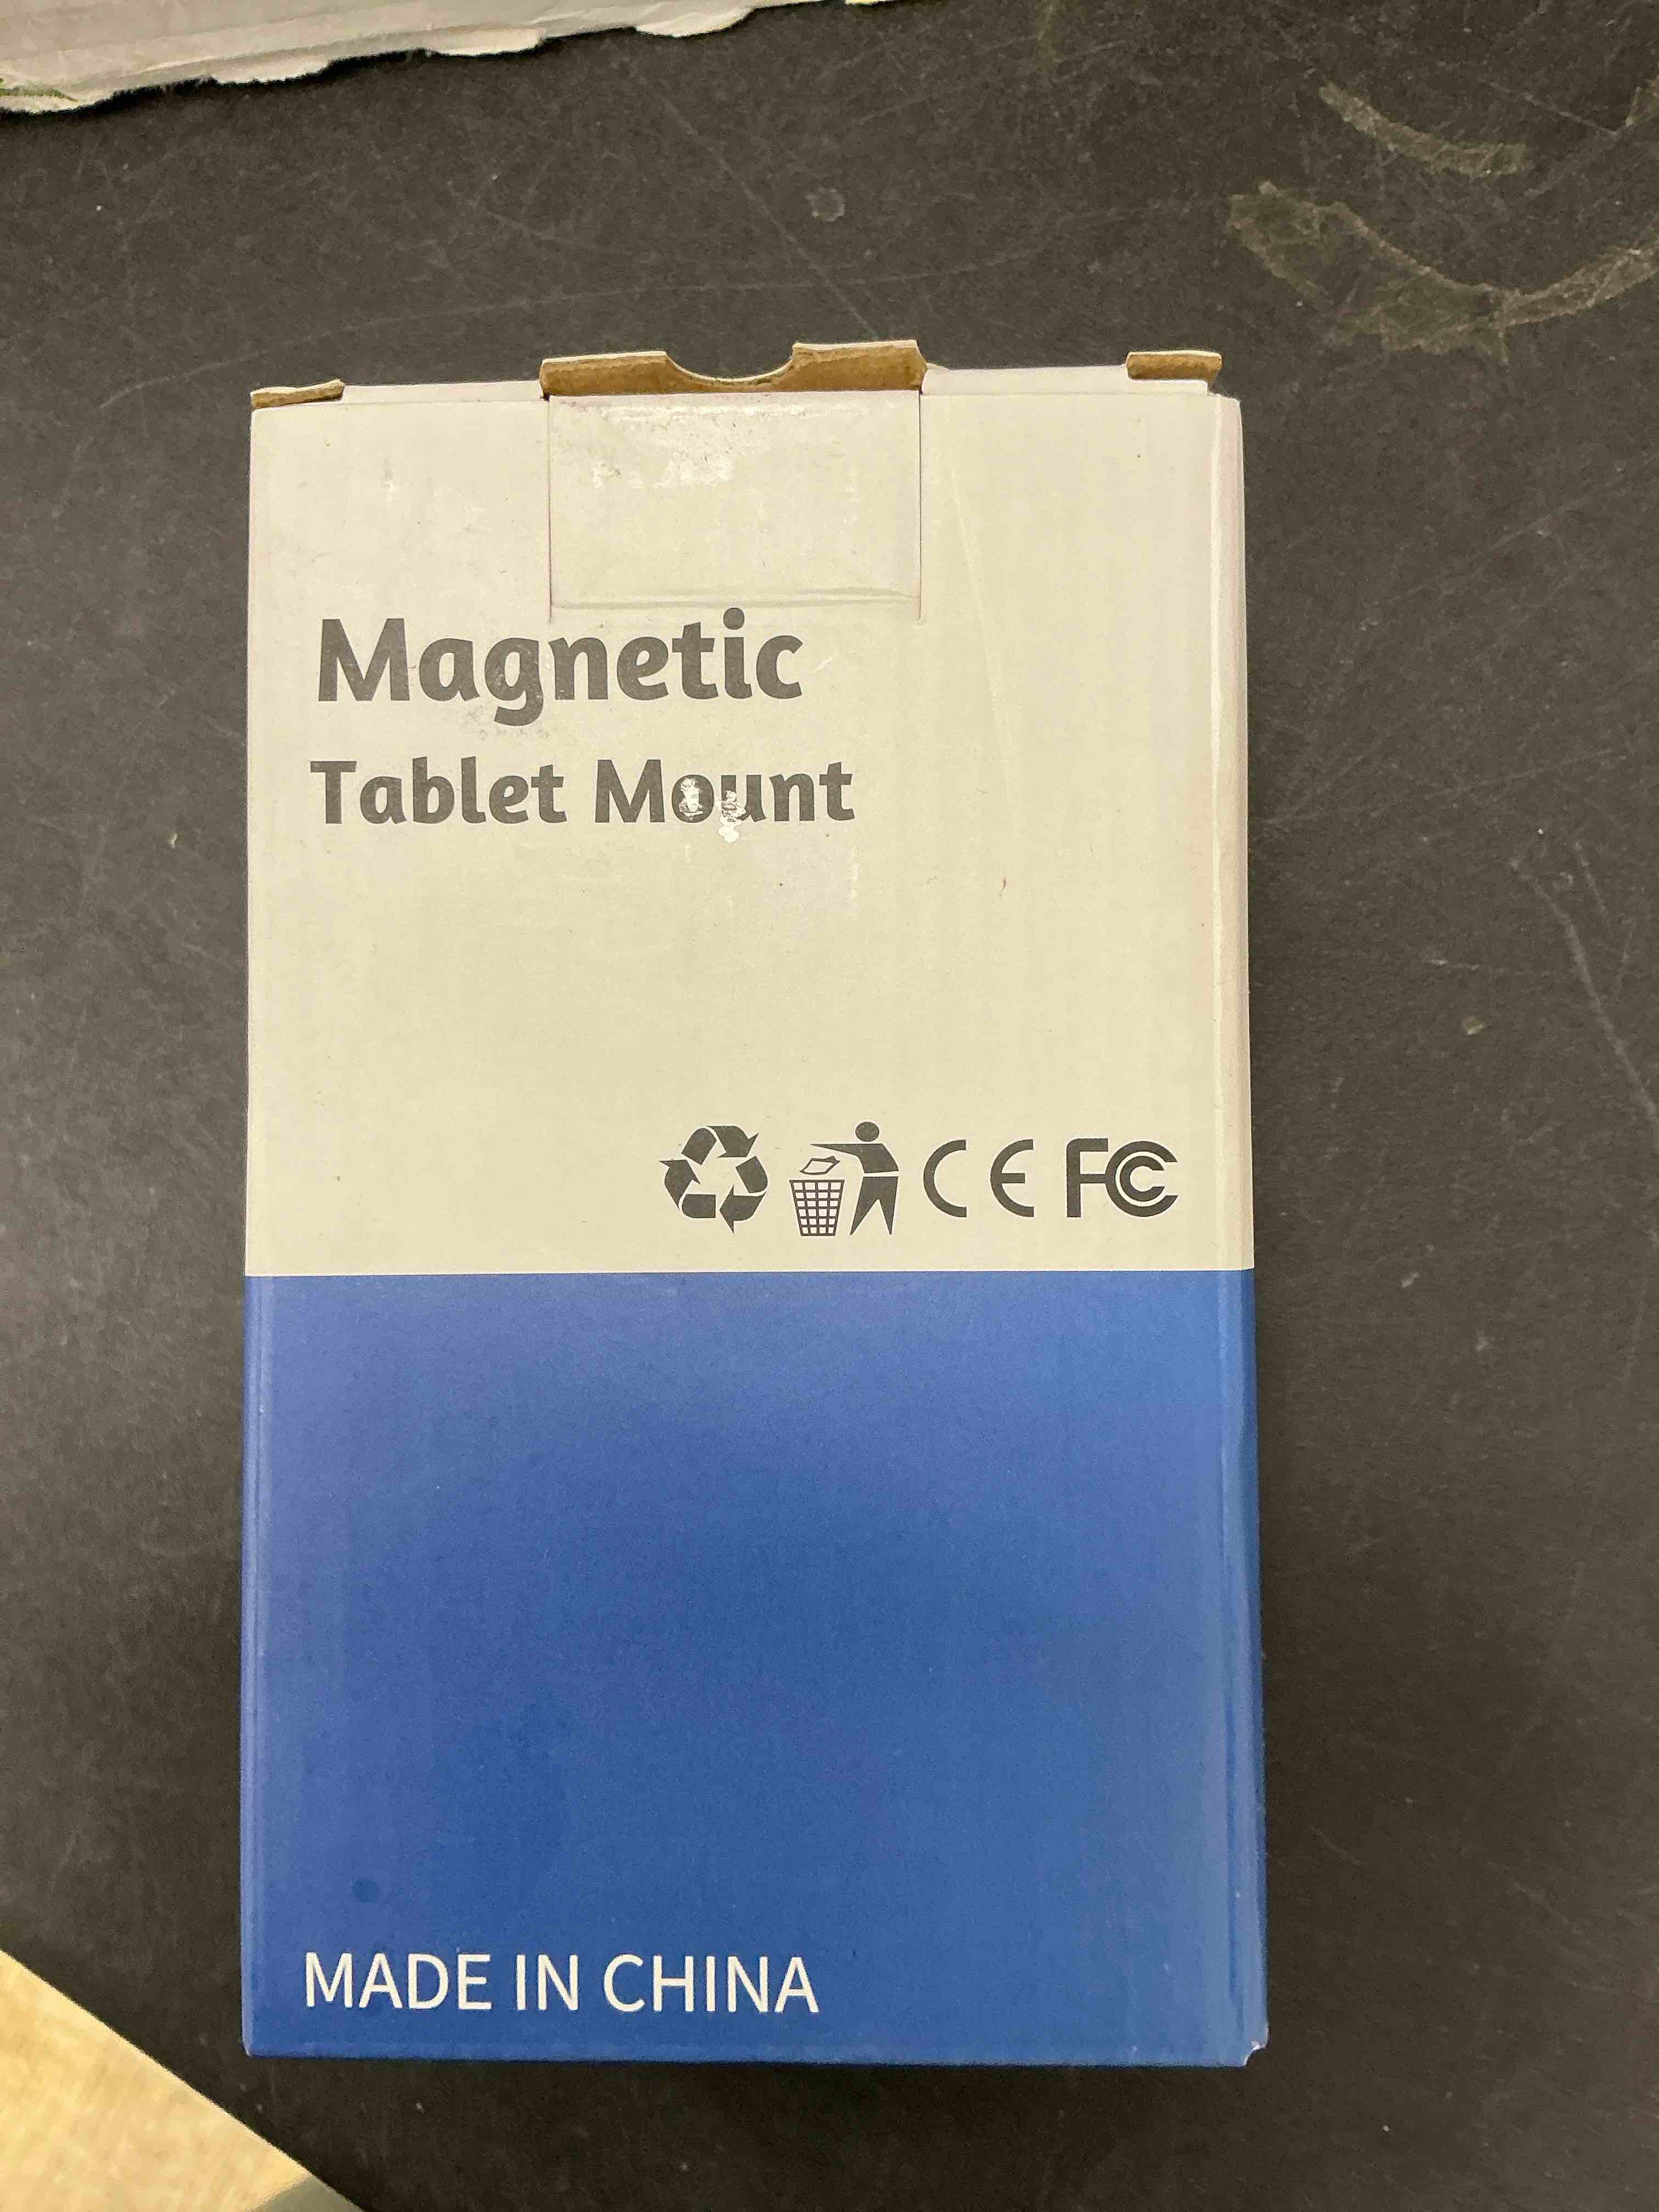 Magnetic
Tablet Mount
CE FC
MADE IN CHINA